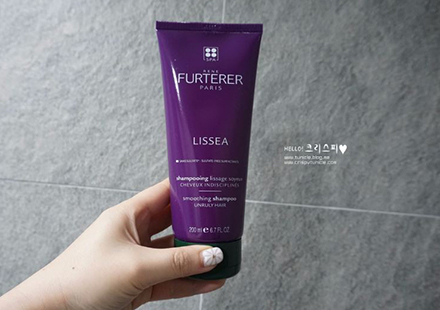 SPA
RENE
FURTERER
PARIS
LISSEA
shampooing lissage soyeux
CHEVEUX INDISCIPLINÉS
smoothing shampoo
UNRULY HAIR
200 ml e 6.7 FL.OZ
HELLO! 크리스피♥